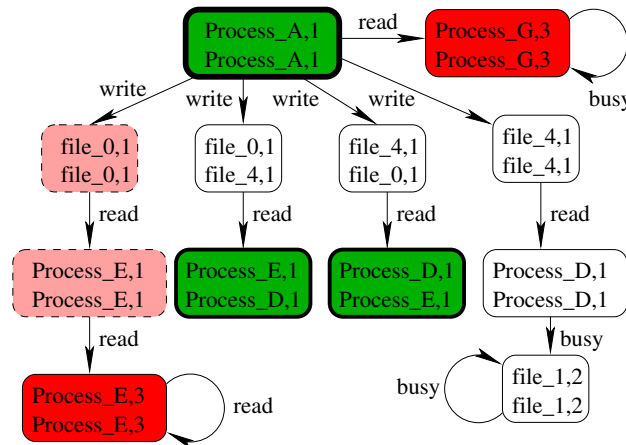 Process_A,1
Process_A,1
read
Process_G,3
Process_G,3
busy
write
write
write
write
file_0,1
file_0,1
file_0,1
file_4,1
file_4,1
file_0,1
file_4,1
file_4,1
read
read
read
read
Process_E,1
Process_E,1
Process_E,1
Process_D,1
Process_D,1
Process_E,1
Process_D,1
Process_D,1
read
busy
Process_E,3
Process_E,3
read
busy
file_1,2
file_1,2